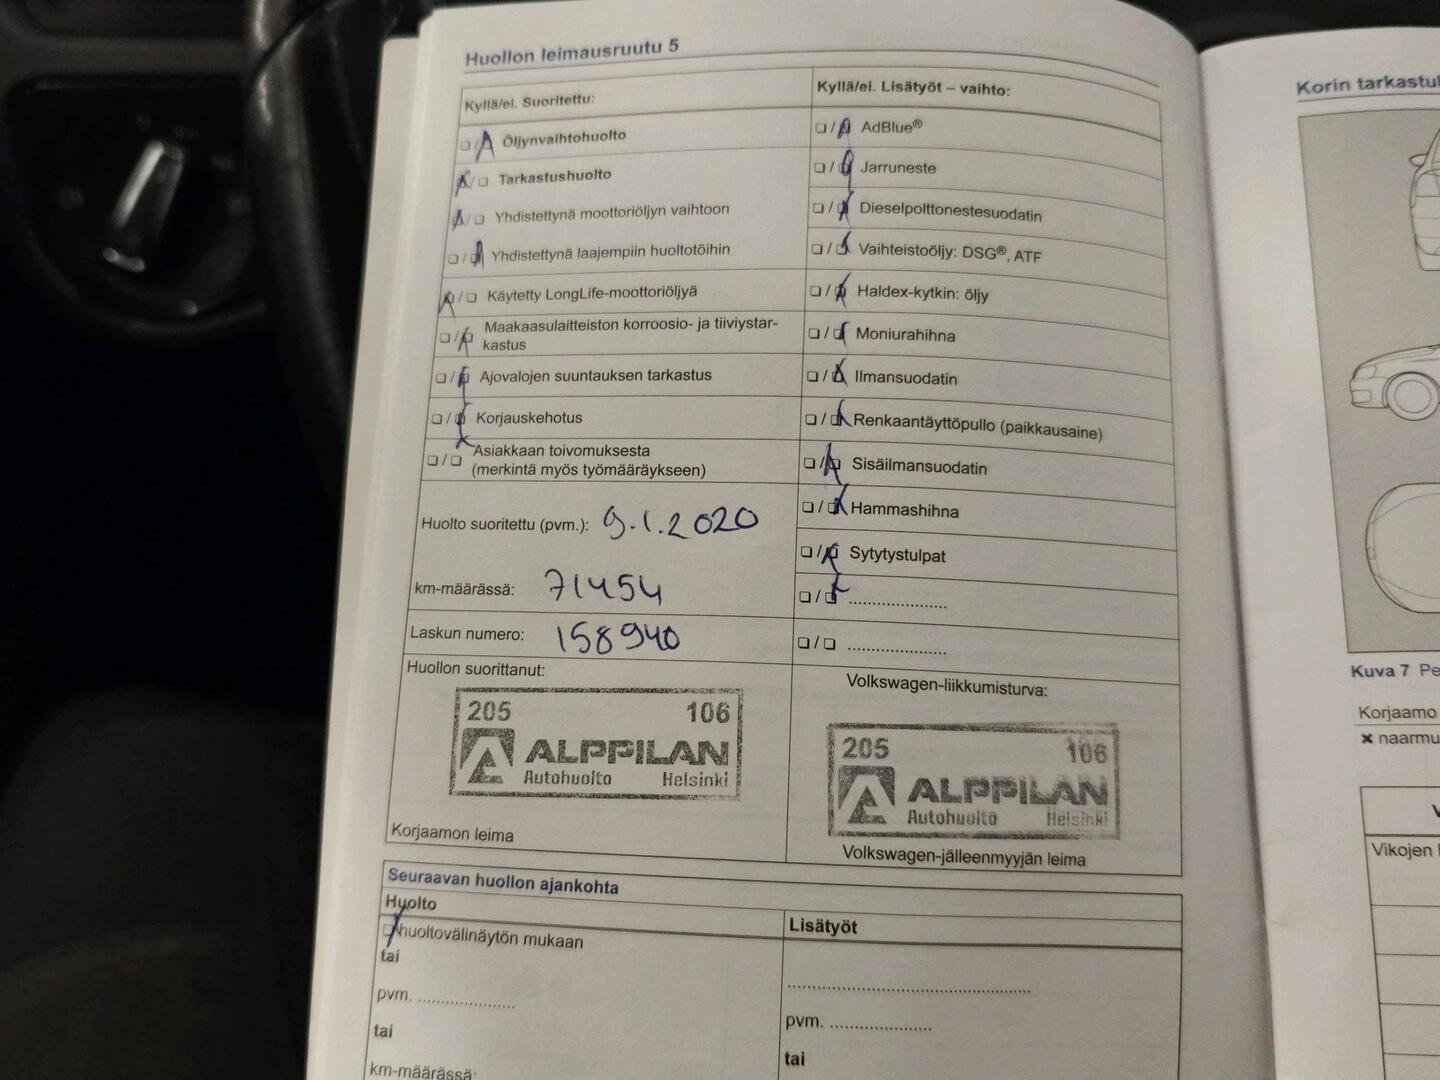 Huollon leimausruutu 5
Kyllä/ei. Suoritettu:
Öljynvaihtohuolto
Tarkastushuolto
Yhdistettynä moottoriöljyn vaihtoon
Yhdistettynä laajempiin huoltotöihin
Käytetty LongLife-moottoriöljyä
Maakaasulaitteiston korroosio- ja tiiviystar-
kastus
Ajovalojen suuntauksen tarkastus
Korjauskehotus
Asiakkaan toivomuksesta
(merkintä myös työmääräykseen)
Huolto suoritettu (pvm.): 9.1.2020
km-määrässä: 71454
Laskun numero: 158940
Huollon suorittanut:
205 106
ALPPILAN
Autohuolto Helsinki
Korjaamon leima
Kyllä/ei. Lisätyöt – vaihto:
AdBlue®
Jarruneste
Dieselpolttonestesuodatin
Vaihteistoöljy: DSG®, ATF
Haldex-kytkin: öljy
Moniurahihna
Ilmansuodatin
Renkaantäyttöpullo (paikkausaine)
Sisäilmansuodatin
Hammashihna
Sytytystulpat
Volkswagen-liikkumisturva:
205 106
ALPPILAN
Autohuolto Helsinki
Volkswagen-jälleenmyyjän leima
Seuraavan huollon ajankohta
Huolto
huoltovälinäytön mukaan
tai
pvm. ....................
tai
km-määrässä:
Lisätyöt
pvm. ....................
tai
Korin
Kuva 7
Korjaamo
Vikojen